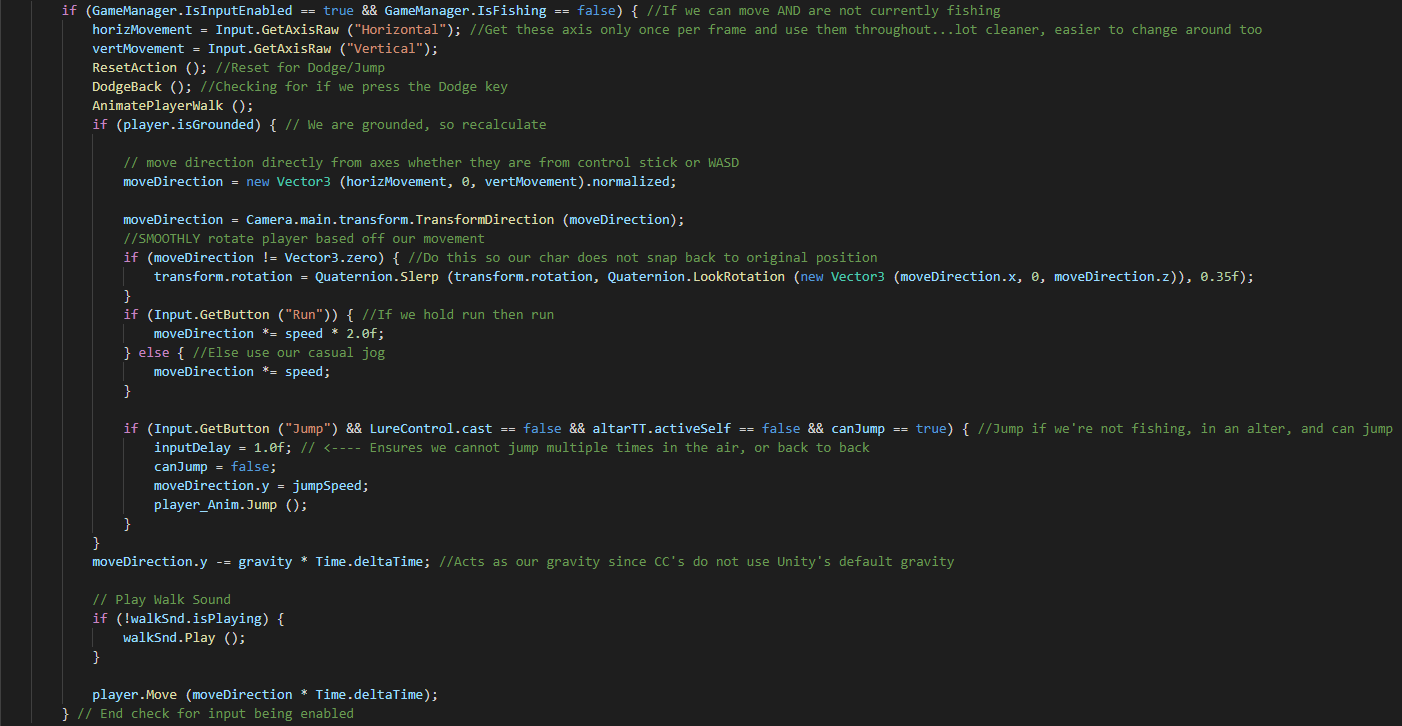 if (GameManager.IsInputEnabled == true && GameManager.IsFishing == false) { //If we can move AND are not currently fishing
horizMovement = Input.GetAxisRaw ("Horizontal"); //Get these axis only once per frame and use them throughout...lot cleaner, easier to change around too
vertMovement = Input.GetAxisRaw ("Vertical");
ResetAction (); //Reset for Dodge/Jump
DodgeBack (); //Checking for if we press the Dodge key
AnimatePlayerWalk ();
if (player.isGrounded) { // We are grounded, so recalculate
// move direction directly from axes whether they are from control stick or WASD
moveDirection = new Vector3 (horizMovement, 0, vertMovement).normalized;
moveDirection = Camera.main.transform.TransformDirection (moveDirection);
//SMOOTHLY rotate player based off our movement
if (moveDirection != Vector3.zero) { //Do this so our char does not snap back to original position
transform.rotation = Quaternion.Slerp (transform.rotation, Quaternion.LookRotation (new Vector3 (moveDirection.x, 0, moveDirection.z)), 0.35f);
}
if (Input.GetButton ("Run")) { //If we hold run then run
moveDirection *= speed * 2.0f;
} else { //Else use our casual jog
moveDirection *= speed;
}
if (Input.GetButton ("Jump") && LureControl.cast == false && altarTT.activeSelf == false && canJump == true) { //Jump if we're not fishing, in an alter, and can jump
inputDelay = 1.0f; // <---- Ensures we cannot jump multiple times in the air, or back to back
canJump = false;
moveDirection.y = jumpSpeed;
player_Anim.Jump ();
}
}
moveDirection.y -= gravity * Time.deltaTime; //Acts as our gravity since CC's do not use Unity's default gravity
// Play Walk Sound
if (!walkSnd.isPlaying) {
walkSnd.Play ();
}
player.Move (moveDirection * Time.deltaTime);
} // End check for input being enabled